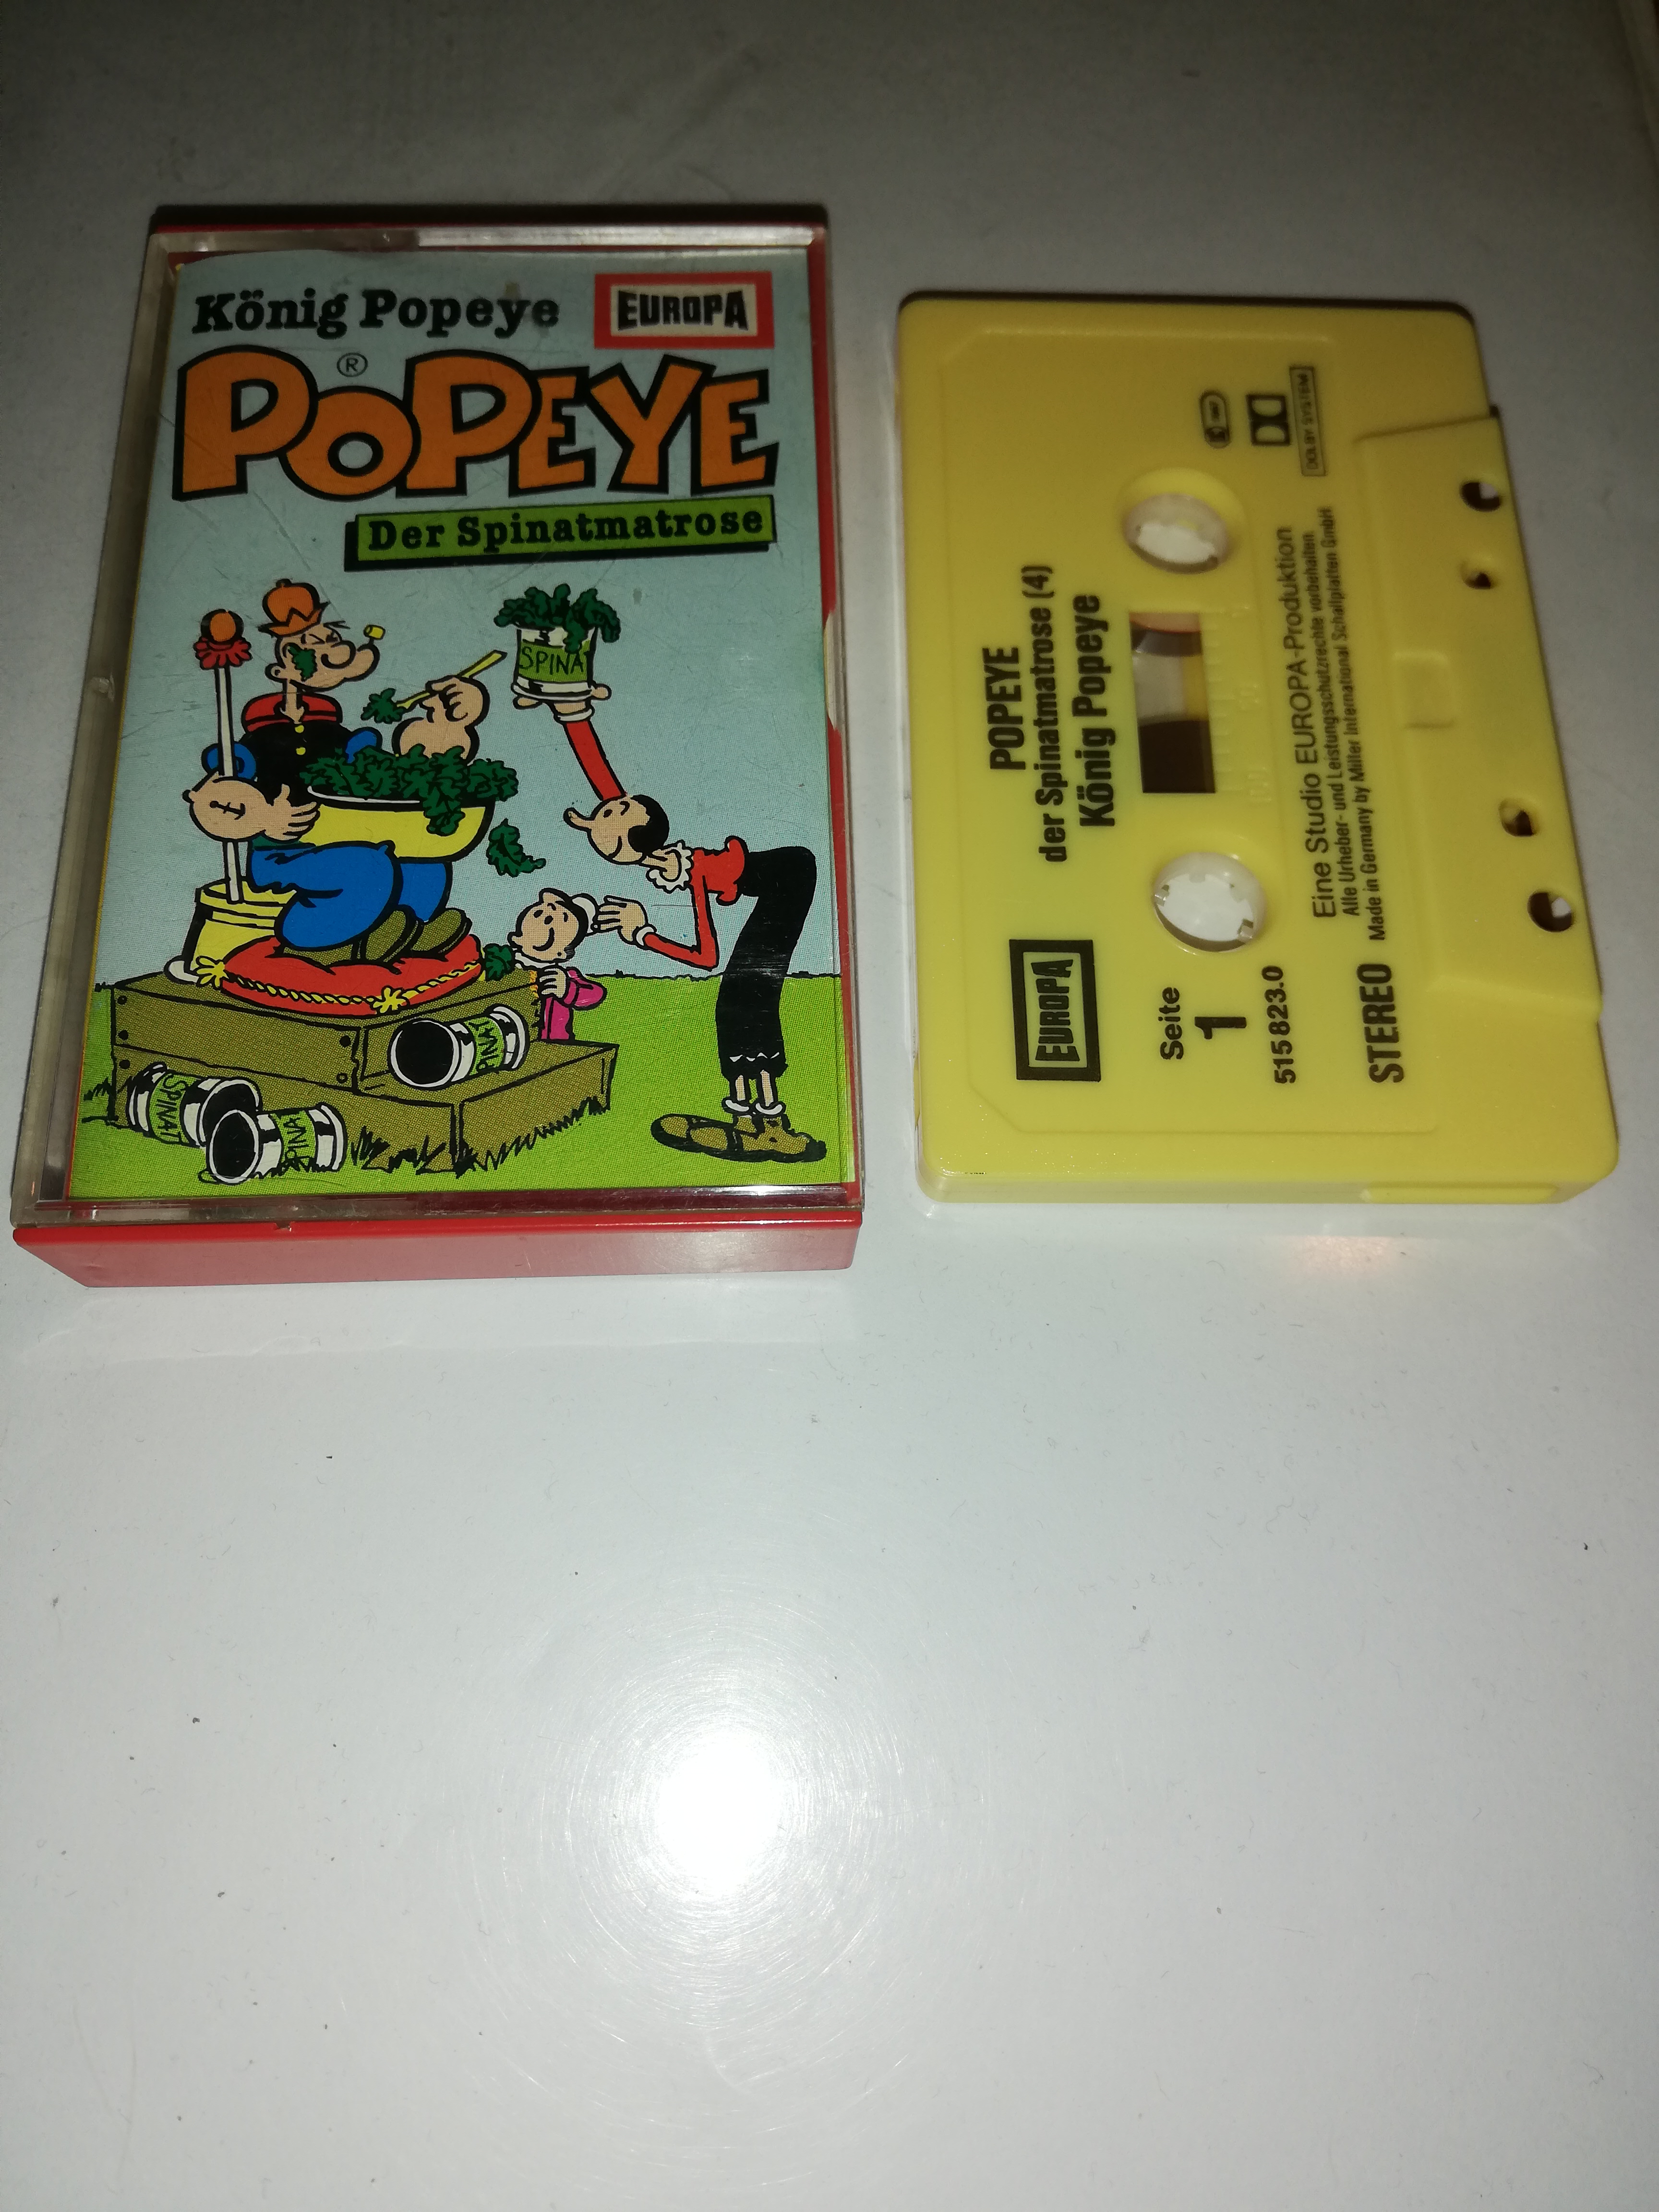 König Popeye
EUROPA
®
POPEYE
Der Spinatmatrose
SPINA
SPINAT
SPINA
SPINAT
POPEYE
der Spinatmatrose (4)
König Popeye
EUROPA
Seite
1
515 823.0
STEREO
Eine Studio EUROPA-Produktion
Alle Urheber- und Leistungsschutzrechte vorbehalten.
Made in Germany by Miller International Schallplatten GmbH
DOLBY SYSTEM